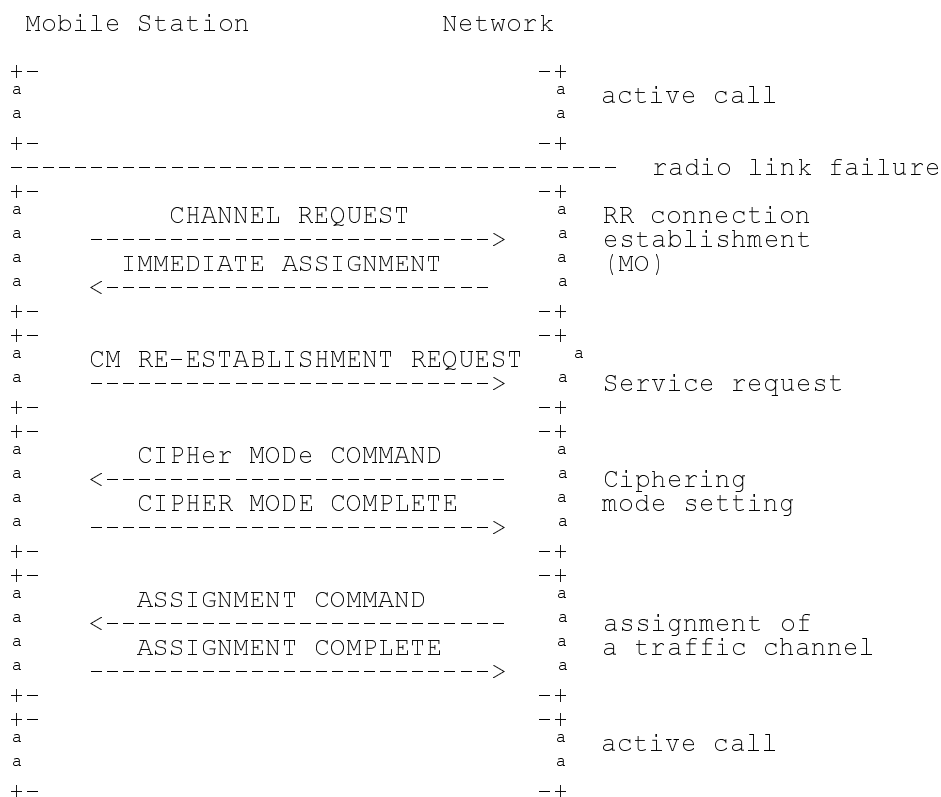 Mobile Station            Network
+-                               -+
a                                 a  active call
a                                 a
+-                               -+
--------------------------------------  radio link failure
+-                               -+
a         CHANNEL REQUEST         a  RR connection
a    -------------------------->  a  establishment
a      IMMEDIATE ASSIGNMENT       a  (MO)
a    <------------------------    a
+-                               -+
+-                               -+
a    CM RE-ESTABLISHMENT REQUEST   a
a    -------------------------->  a  Service request
+-                               -+
+-                               -+
a       CIPHer MODe COMMAND       a
a    <-------------------------   a  Ciphering
a       CIPHER MODE COMPLETE      a  mode setting
a    -------------------------->  a
+-                               -+
+-                               -+
a       ASSIGNMENT COMMAND        a
a    <-------------------------   a  assignment of
a       ASSIGNMENT COMPLETE       a  a traffic channel
a    -------------------------->  a
+-                               -+
+-                               -+
a                                 a  active call
a                                 a
+-                               -+